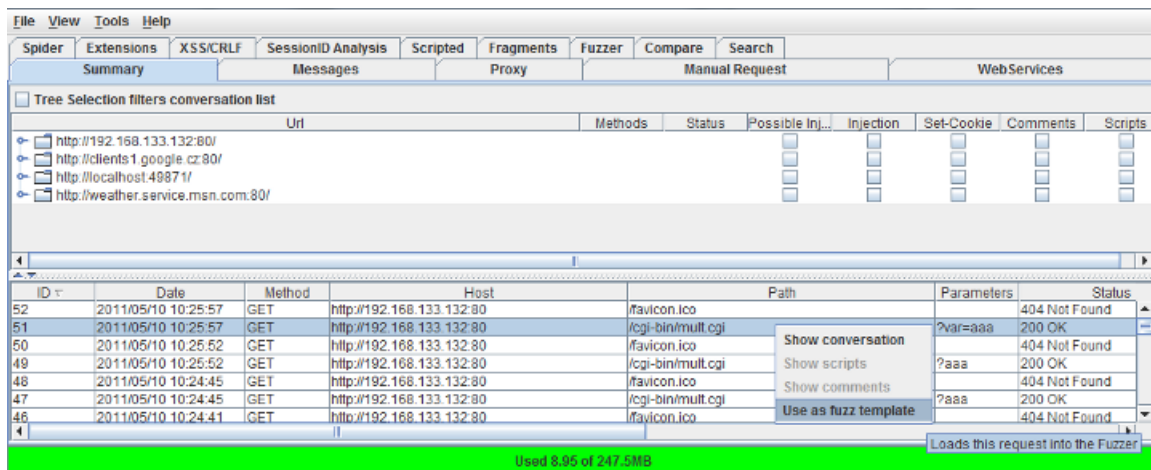 File View Tools Help
Spider Extensions XSS/CRLF SessionID Analysis Scripted Fragments Fuzzer Compare Search
Summary Messages Proxy Manual Request WebServices
Tree Selection filters conversation list
Url Methods Status Possible Inj... Injection Set-Cookie Comments Scripts
http://192.168.133.132:80/
http://clients1.google.cz:80/
http://localhost:49871/
http://weather.service.msn.com:80/
ID Date Method Host Path Parameters Status
52 2011/05/10 10:25:57 GET http://192.168.133.132:80 /favicon.ico 404 Not Found
51 2011/05/10 10:25:57 GET http://192.168.133.132:80 /cgi-bin/mult.cgi ?var=aaa 200 OK
50 2011/05/10 10:25:52 GET http://192.168.133.132:80 /favicon.ico 404 Not Found
49 2011/05/10 10:25:52 GET http://192.168.133.132:80 /cgi-bin/mult.cgi ?aaa 200 OK
48 2011/05/10 10:24:45 GET http://192.168.133.132:80 /favicon.ico 404 Not Found
47 2011/05/10 10:24:45 GET http://192.168.133.132:80 /cgi-bin/mult.cgi ?aaa 200 OK
46 2011/05/10 10:24:41 GET http://192.168.133.132:80 /favicon.ico 404 Not Found
Show conversation
Show scripts
Show comments
Use as fuzz template
Loads this request into the Fuzzer
Used 8.95 of 247.5MB